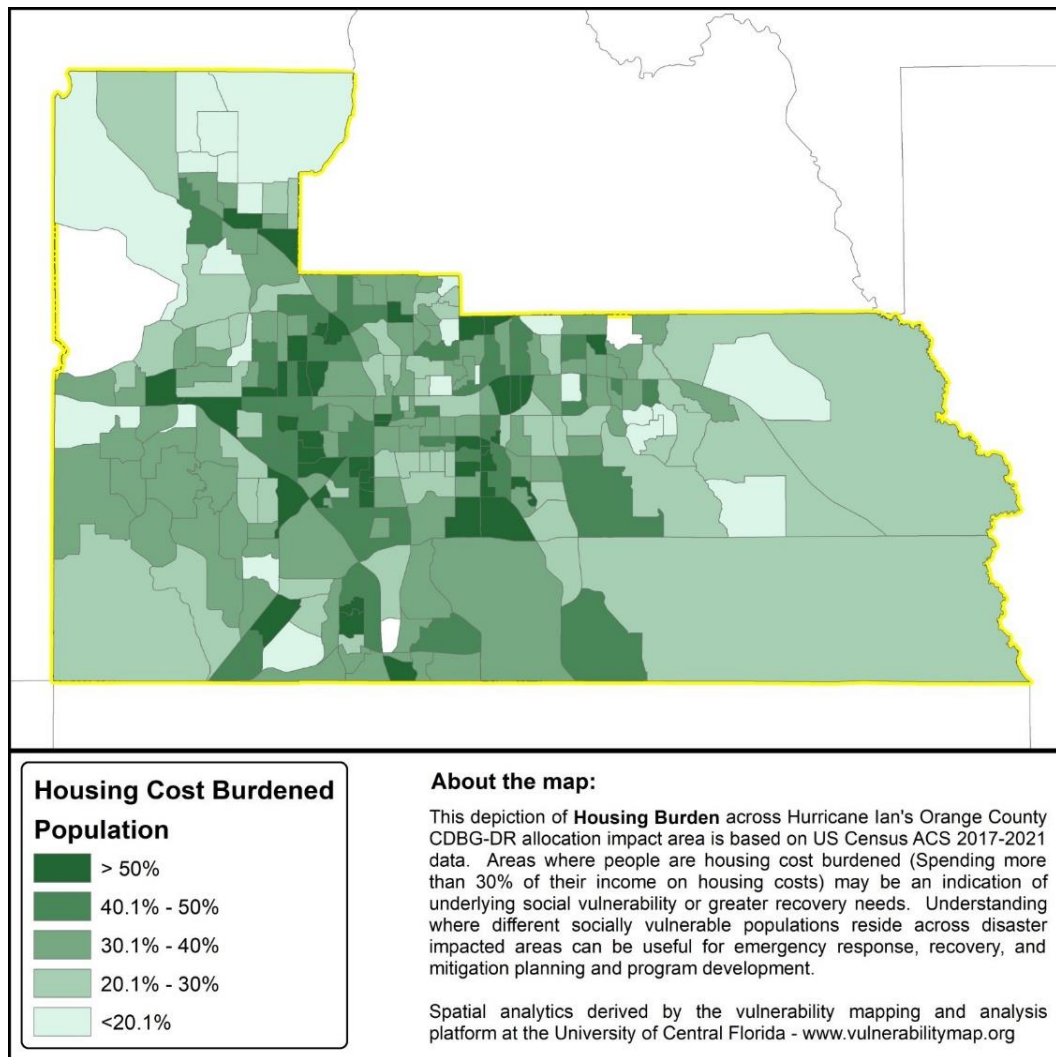 Housing Cost Burdened
Population
> 50%
40.1% - 50%
30.1% - 40%
20.1% - 30%
<20.1%
About the map:
This depiction of Housing Burden across Hurricane Ian's Orange County
CDBG-DR allocation impact area is based on US Census ACS 2017-2021
data. Areas where people are housing cost burdened (Spending more
than 30% of their income on housing costs) may be an indication of
underlying social vulnerability or greater recovery needs. Understanding
where different socially vulnerable populations reside across disaster
impacted areas can be useful for emergency response, recovery, and
mitigation planning and program development.
Spatial analytics derived by the vulnerability mapping and analysis
platform at the University of Central Florida - www.vulnerabilitymap.org